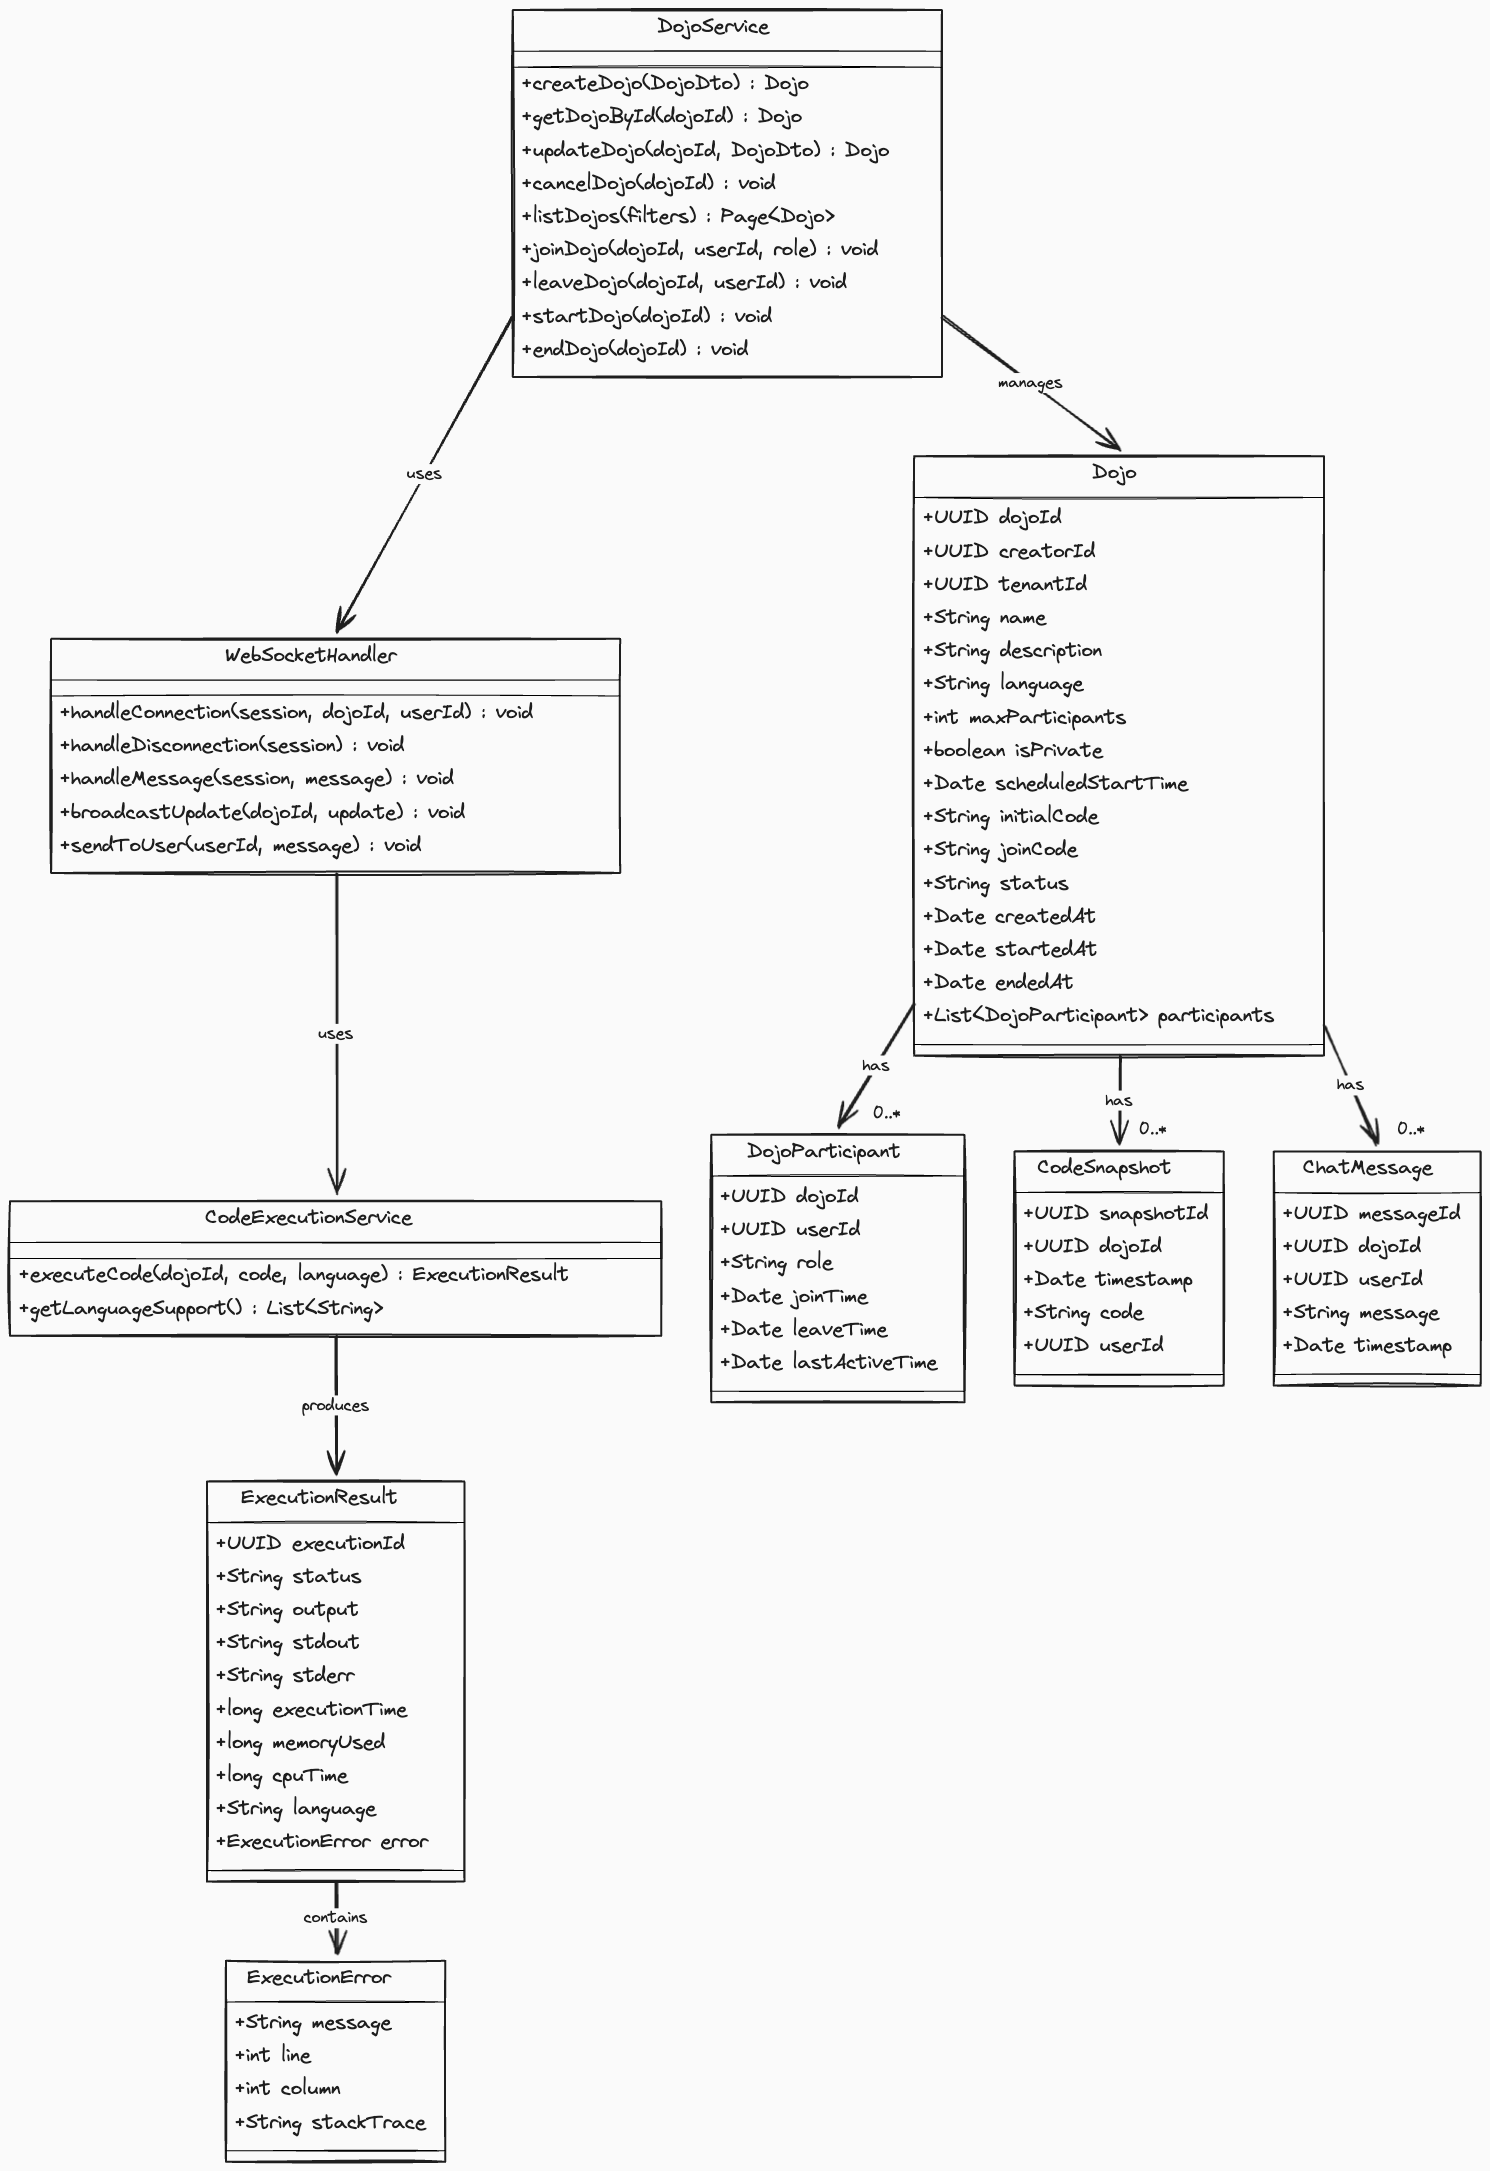 DojoService
+createDojo(DojoDto) : Dojo
+getDojoById(dojoId) : Dojo
+updateDojo(dojoId, DojoDto) : Dojo
+cancelDojo(dojoId) : void
+listDojos(filters) : Page<Dojo>
+joinDojo(dojoId, userId, role) : void
+leaveDojo(dojoId, userId) : void
+startDojo(dojoId) : void
+endDojo(dojoId) : void
uses
manages
WebSocketHandler
+handleConnection(session, dojoId, userId) : void
+handleDisconnection(session) : void
+handleMessage(session, message) : void
+broadcastUpdate(dojoId, update) : void
+sendToUser(userId, message) : void
Dojo
+UUID dojoId
+UUID creatorId
+UUID tenantId
+String name
+String description
+String language
+int maxParticipants
+boolean isPrivate
+Date scheduledStartTime
+String initialCode
+String joinCode
+String status
+Date createdAt
+Date startedAt
+Date endedAt
+List<DojoParticipant> participants
uses
has
0..*
has
0..*
has
0..*
CodeExecutionService
+executeCode(dojoId, code, language) : ExecutionResult
+getLanguageSupport() : List<String>
DojoParticipant
+UUID dojoId
+UUID userId
+String role
+Date joinTime
+Date leaveTime
+Date lastActiveTime
CodeSnapshot
+UUID snapshotId
+UUID dojoId
+Date timestamp
+String code
+UUID userId
ChatMessage
+UUID messageId
+UUID dojoId
+UUID userId
+String message
+Date timestamp
produces
ExecutionResult
+UUID executionId
+String status
+String output
+String stdout
+String stderr
+long executionTime
+long memoryUsed
+long cpuTime
+String language
+ExecutionError error
contains
ExecutionError
+String message
+int line
+int column
+String stackTrace